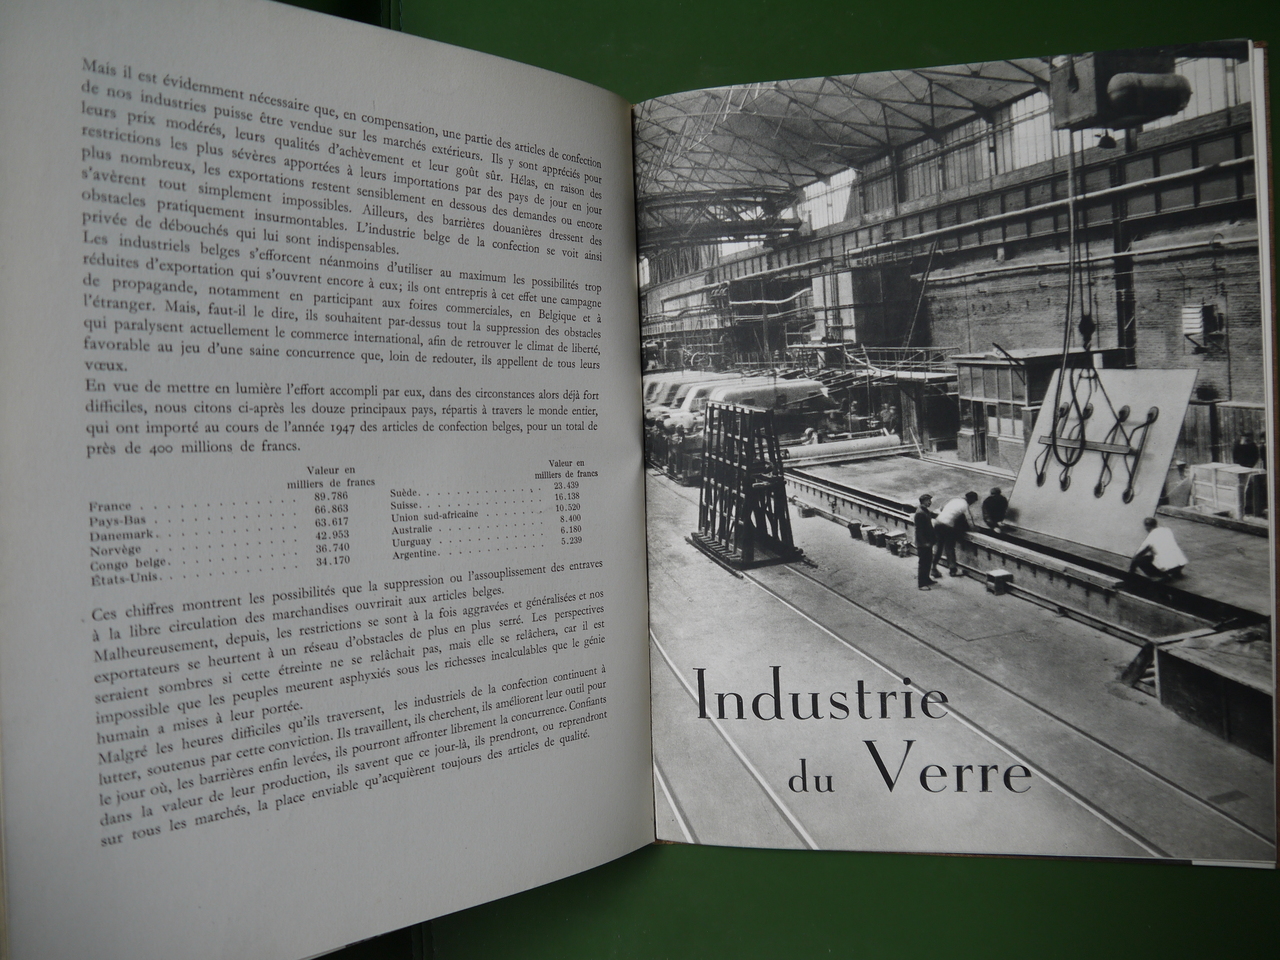 Mais il est évidemment nécessaire que, en compensation, une partie des articles de confection
de nos industries puisse être vendue sur les marchés extérieurs. Ils y sont appréciés pour
leurs prix modérés, leurs qualités d'achèvement et leur goût sûr. Hélas, en raison des
restrictions les plus sévères apportées à leurs importations par des pays de jour en jour
plus nombreux, les exportations restent sensiblement en dessous des demandes ou encore
s'avèrent tout simplement impossibles. Ailleurs, des barrières douanières dressent des
obstacles pratiquement insurmontables. L'industrie belge de la confection se voit ainsi
privée de débouchés qui lui sont indispensables.
Les industriels belges s'efforcent néanmoins d'utiliser au maximum les possibilités trop
réduites d'exportation qui s'ouvrent encore à eux; ils ont entrepris à cet effet une campagne
de propagande, notamment en participant aux foires commerciales, en Belgique et à
l'étranger. Mais, faut-il le dire, ils souhaitent par-dessus tout la suppression des obstacles
qui paralysent actuellement le commerce international, afin de retrouver le climat de liberté,
favorable au jeu d'une saine concurrence que, loin de redouter, ils appellent de tous leurs
vœux.
En vue de mettre en lumière l'effort accompli par eux, dans des circonstances alors déjà fort
difficiles, nous citons ci-après les douze principaux pays, répartis à travers le monde entier,
qui ont importé au cours de l'année 1947 des articles de confection belges, pour un total de
près de 400 millions de francs.
Valeur en
milliers de francs
France . . . . . . . . . . . . 89.786
Pays-Bas . . . . . . . . . . . 66.863
Danemark. . . . . . . . . . . 63.617
Norvège . . . . . . . . . . . 42.953
Congo belge. . . . . . . . . . 36.740
États-Unis. . . . . . . . . . . 34.170
Valeur en
milliers de francs
Suède. . . . . . . . . . . 23.439
Suisse. . . . . . . . . . . 16.138
Union sud-africaine . . . . . . 10.520
Australie . . . . . . . . . . 8.400
Uurguay . . . . . . . . . . 6.180
Argentine. . . . . . . . . . 5.239
Ces chiffres montrent les possibilités que la suppression ou l'assouplissement des entraves
à la libre circulation des marchandises ouvrirait aux articles belges.
Malheureusement, depuis, les restrictions se sont à la fois aggravées et généralisées et nos
exportateurs se heurtent à un réseau d'obstacles de plus en plus serré. Les perspectives
seraient sombres si cette étreinte ne se relâchait pas, mais elle se relâchera, car il est
impossible que les peuples meurent asphyxiés sous les richesses incalculables que le génie
humain a mises à leur portée.
Malgré les heures difficiles qu'ils traversent, les industriels de la confection continuent à
lutter, soutenus par cette conviction. Ils travaillent, ils cherchent, ils améliorent leur outil pour
le jour où, les barrières enfin levées, ils pourront affronter librement la concurrence. Confiants
dans la valeur de leur production, ils savent que ce jour-là, ils prendront, ou reprendront
sur tous les marchés, la place enviable qu'acquièrent toujours des articles de qualité.
Industrie
du Verre